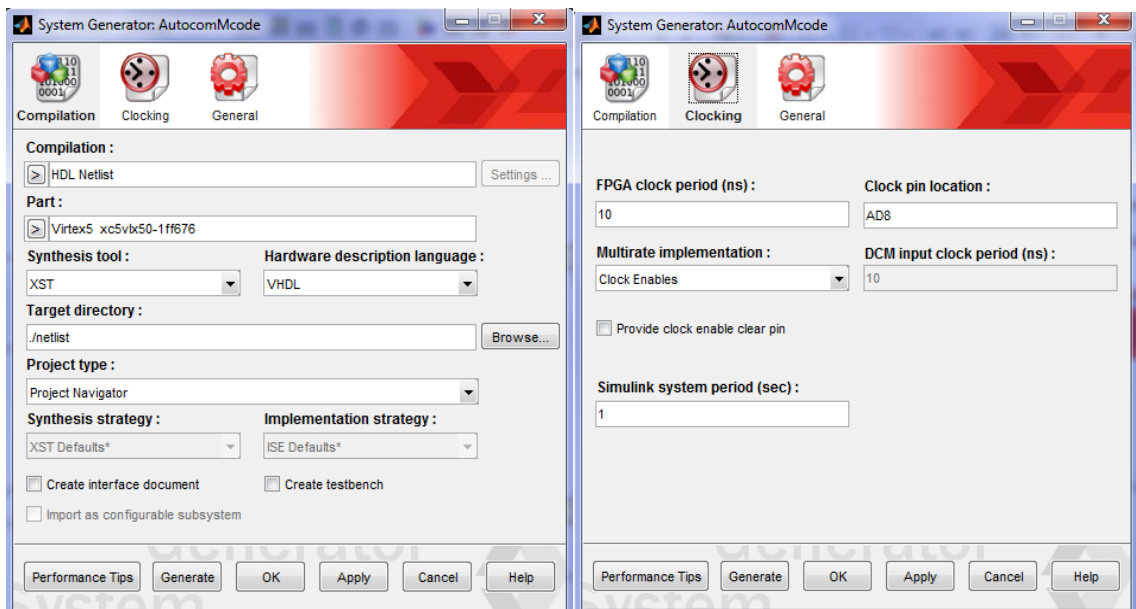 System Generator: AutocomMcode
Compilation Clocking General
Compilation :
> HDL Netlist Settings ...
Part :
> Virtex5 xc5vlx50-1ff676
Synthesis tool : Hardware description language :
XST VHDL
Target directory :
./netlist Browse...
Project type :
Project Navigator
Synthesis strategy : Implementation strategy :
XST Defaults* ISE Defaults*
Create interface document Create testbench
Import as configurable subsystem
Performance Tips Generate OK Apply Cancel Help
System Generator: AutocomMcode
Compilation Clocking General
FPGA clock period (ns) : Clock pin location :
10 AD8
Multirate implementation : DCM input clock period (ns) :
Clock Enables 10
Provide clock enable clear pin
Simulink system period (sec) :
1
Performance Tips Generate OK Apply Cancel Help